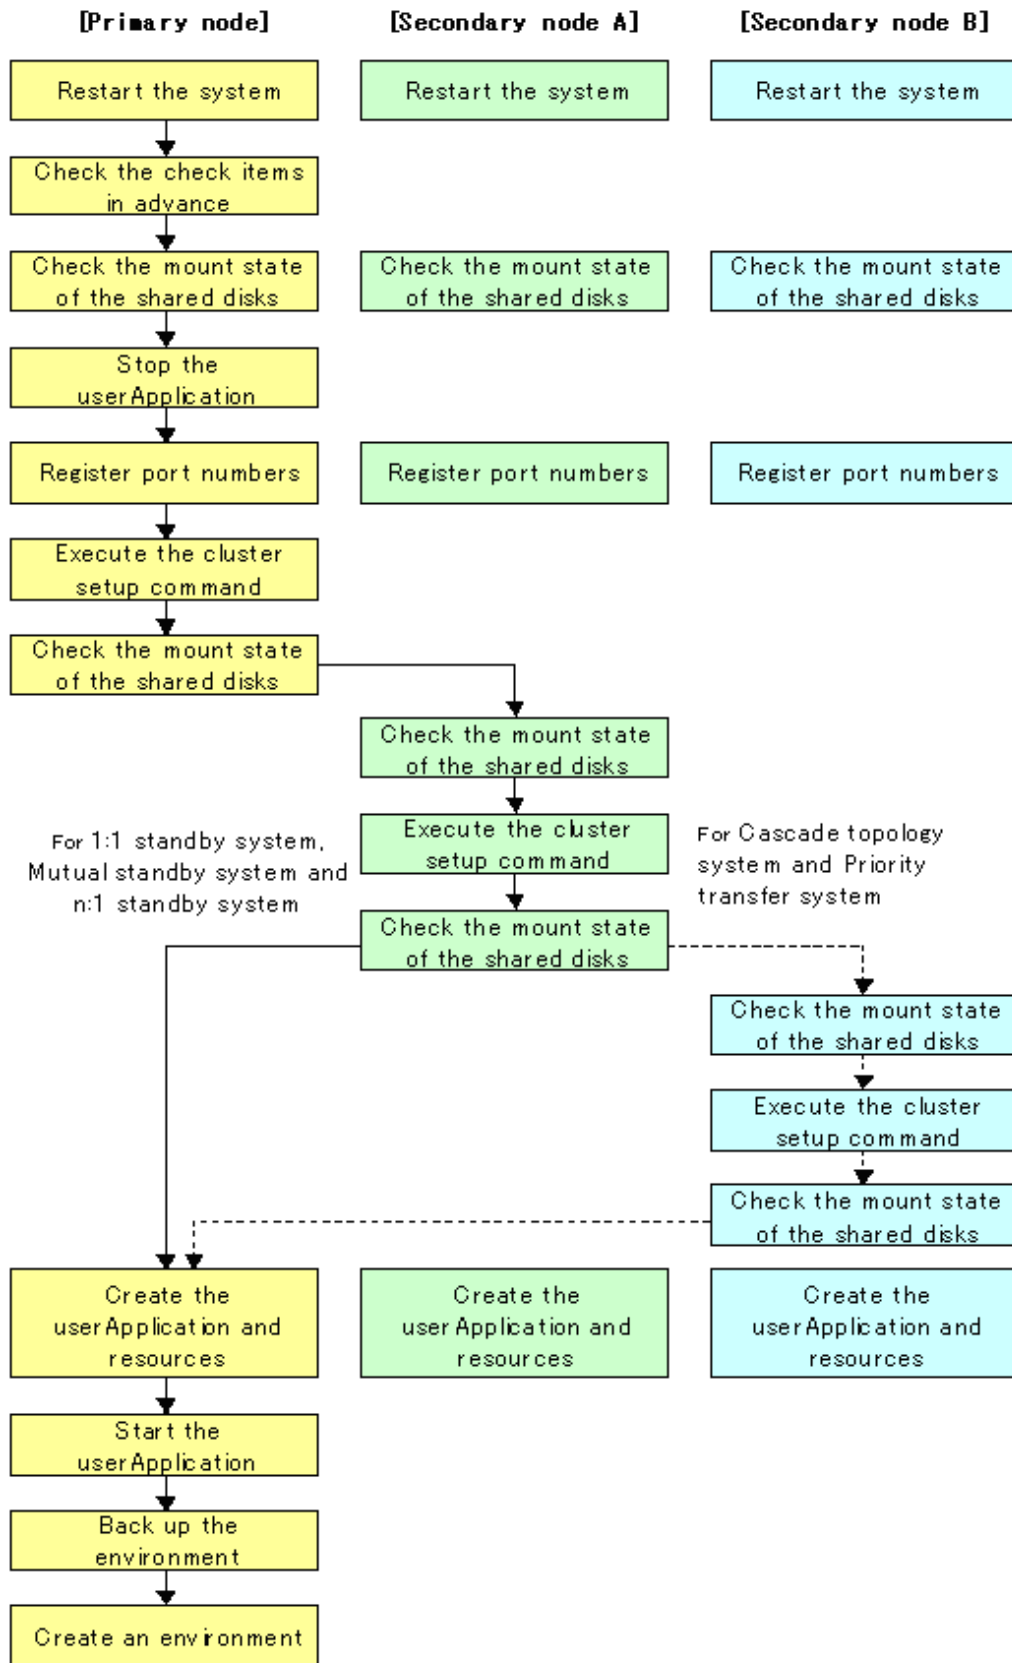 [Primary node] [Secondary node A] [Secondary node B]
Restart the system Restart the system Restart the system
Check the check items
in advance
Check the mount state Check the mount state Check the mount state
of the shared disks of the shared disks of the shared disks
Stop the
userApplication
Register port numbers Register port numbers Register port numbers
Execute the cluster
setup command
Check the mount state
of the shared disks
Check the mount state
of the shared disks
For 1:1 standby system,
Mutual standby system and
n:1 standby system
Execute the cluster
setup command
For Cascade topology
system and Priority
transfer system
Check the mount state
of the shared disks
Check the mount state
of the shared disks
Execute the cluster
setup command
Check the mount state
of the shared disks
Create the Create the Create the
userApplication and userApplication and userApplication and
resources resources resources
Start the
userApplication
Back up the
environment
Create an environment